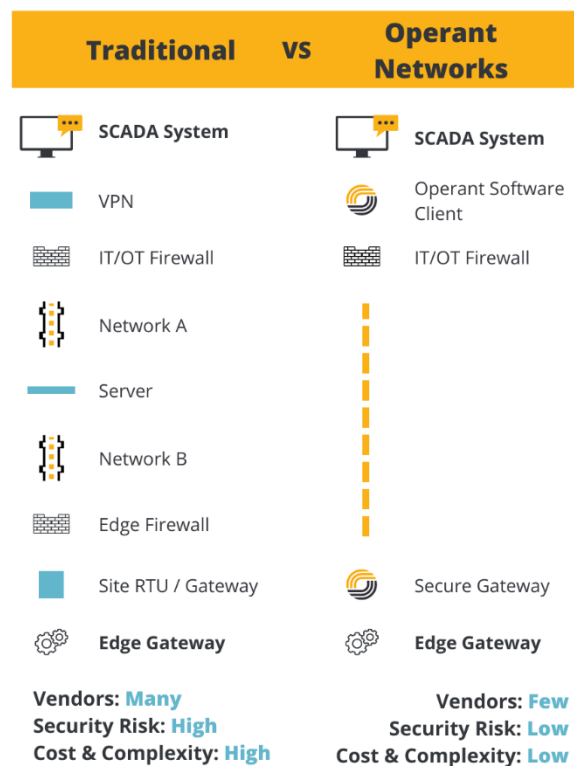 Traditional VS Operant
Networks
SCADA System
VPN
IT/OT Firewall
Network A
Server
Network B
Edge Firewall
Site RTU / Gateway
Edge Gateway
Vendors: Many
Security Risk: High
Cost & Complexity: High
SCADA System
Operant Software
Client
IT/OT Firewall
Secure Gateway
Edge Gateway
Vendors: Few
Security Risk: Low
Cost & Complexity: Low